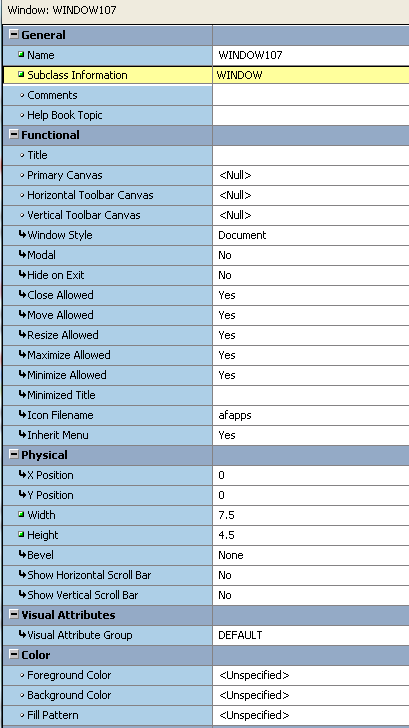 Window: WINDOW107
General
Name WINDOW107
Subclass Information WINDOW
Comments
Help Book Topic
Functional
Title
Primary Canvas <Null>
Horizontal Toolbar Canvas <Null>
Vertical Toolbar Canvas <Null>
Window Style Document
Modal No
Hide on Exit No
Close Allowed Yes
Move Allowed Yes
Resize Allowed Yes
Maximize Allowed Yes
Minimize Allowed Yes
Minimized Title
Icon Filename afapps
Inherit Menu Yes
Physical
X Position 0
Y Position 0
Width 7.5
Height 4.5
Bevel None
Show Horizontal Scroll Bar No
Show Vertical Scroll Bar No
Visual Attributes
Visual Attribute Group DEFAULT
Color
Foreground Color <Unspecified>
Background Color <Unspecified>
Fill Pattern <Unspecified>